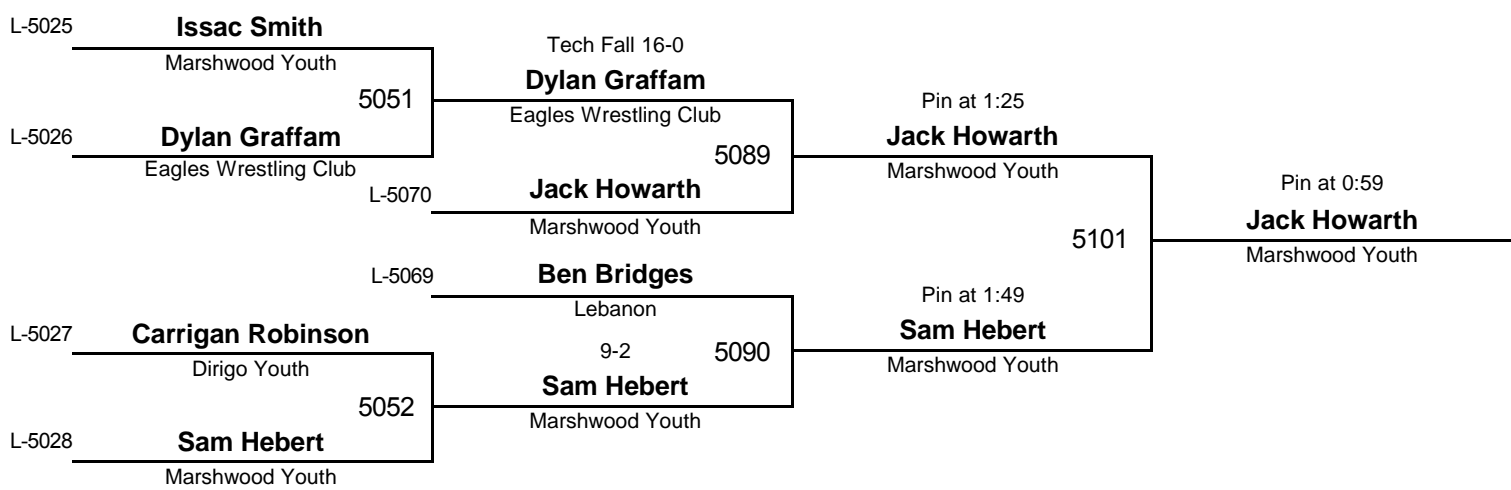 L-5025
Issac Smith
Marshwood Youth
5051
L-5026
Dylan Graffam
Eagles Wrestling Club
Tech Fall 16-0
Dylan Graffam
Eagles Wrestling Club
5089
L-5070
Jack Howarth
Marshwood Youth
Pin at 1:25
Jack Howarth
Marshwood Youth
5101
Pin at 0:59
Jack Howarth
Marshwood Youth
L-5069
Ben Bridges
Lebanon
5090
9-2
Sam Hebert
Marshwood Youth
Pin at 1:49
Sam Hebert
Marshwood Youth
L-5027
Carrigan Robinson
Dirigo Youth
5052
L-5028
Sam Hebert
Marshwood Youth